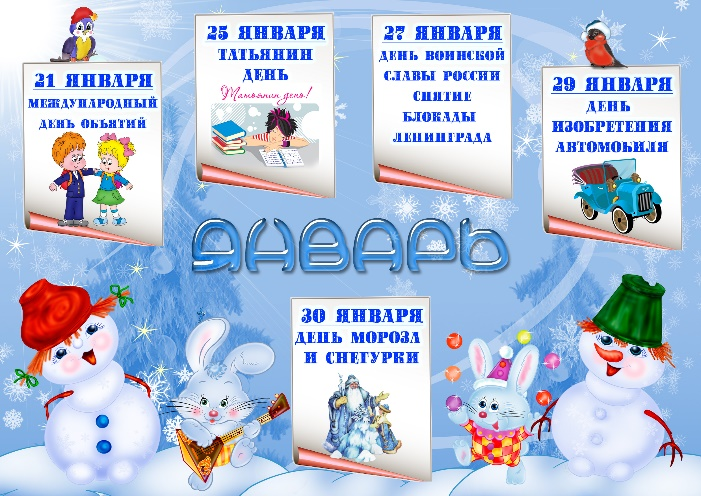 21 ЯНВАРЯ
МЕЖДУНАРОДНЫЙ
ДЕНЬ ОБЪЯТИЙ
25 ЯНВАРЯ
ТАТЬЯНИН
ДЕНЬ
Татьянин день!
27 ЯНВАРЯ
ДЕНЬ ВОИНСКОЙ
СЛАВЫ РОССИИ
СНЯТИЕ
БЛОКАДЫ
ЛЕНИНГРАДА
29 ЯНВАРЯ
ДЕНЬ
ИЗОБРЕТЕНИЯ
АВТОМОБИЛЯ
ЯНВАРЬ
30 ЯНВАРЯ
ДЕНЬ МОРОЗА
И СНЕГУРКИ